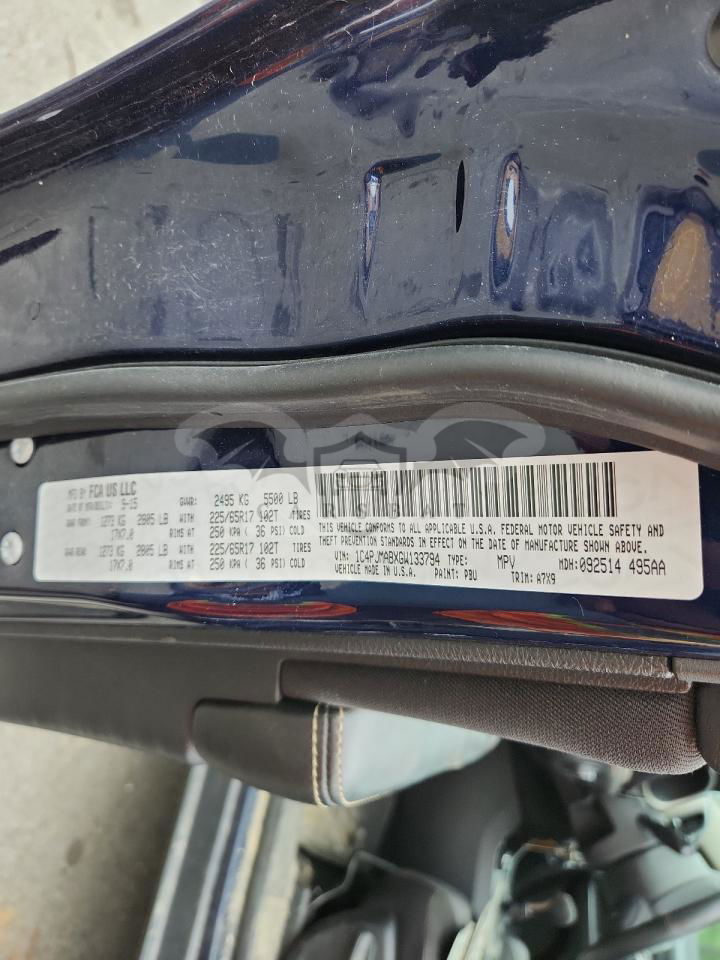 MFD BY FCA US LLC
DATE OF MFR 9-15
GVWR: 2495 KG 5500 LB
GAWR FRONT: 1273 KG 2805 LB WITH 225/65R17 102T TIRES
17X7.0 RIMS AT 250 KPA ( 36 PSI) COLD
GAWR REAR: 1273 KG 2805 LB WITH 225/65R17 102T TIRES
17X7.0 RIMS AT 250 KPA ( 36 PSI) COLD
THIS VEHICLE CONFORMS TO ALL APPLICABLE U.S.A. FEDERAL MOTOR VEHICLE SAFETY AND
THEFT PREVENTION STANDARDS IN EFFECT ON THE DATE OF MANUFACTURE SHOWN ABOVE.
VIN: 1C4PJMABXGW133794 TYPE: MPV MDH:092514 495AA
VEHICLE MADE IN U.S.A. PAINT: PBU TRIM: A7X9